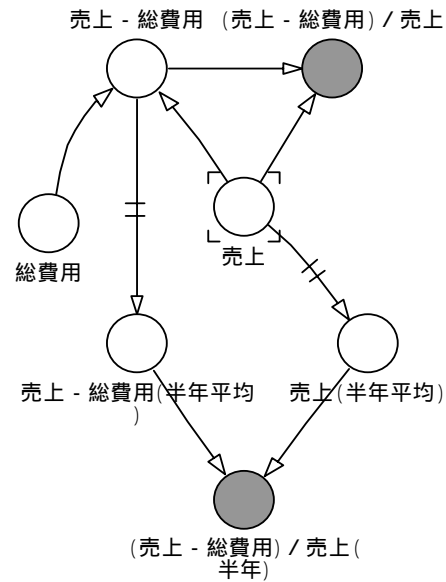 売上 - 総費用
(売上 - 総費用) / 売上
総費用
売上
売上 - 総費用(半年平均
)
売上(半年平均)
(売上 - 総費用) / 売上(
半年)